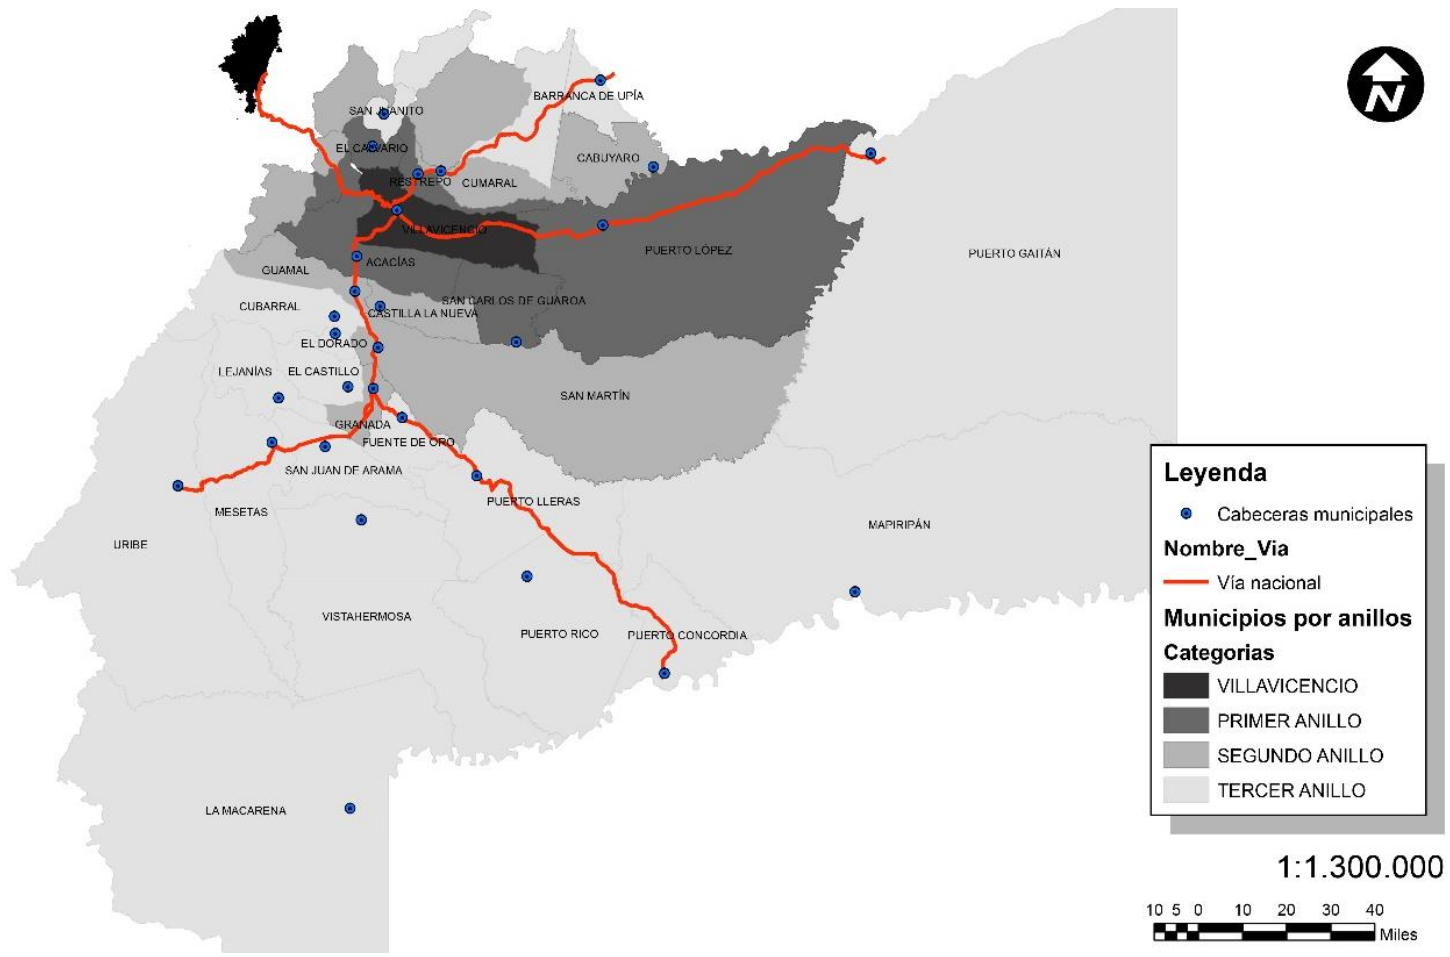 N
BARRANCA DE UPÍA
SAN JUANITO
EL CALVARIO
CABUYARO
RESTREPO
CUMARAL
VILLAVICENCIO
PUERTO LÓPEZ
PUERTO GAITÁN
ACACÍAS
GUAMAL
SAN CARLOS DE GUAROA
CUBARRAL
CASTILLA LA NUEVA
EL DORADO
LEJANÍAS
EL CASTILLO
SAN MARTÍN
GRANADA
FUENTE DE ORO
SAN JUAN DE ARAMA
PUERTO LLERAS
MESETAS
MAPIRIPÁN
URIBE
VISTAHERMOSA
PUERTO RICO
PUERTO CONCORDIA
LA MACARENA
Leyenda
Cabeceras municipales
Nombre_Via
Vía nacional
Municipios por anillos
Categorias
VILLAVICENCIO
PRIMER ANILLO
SEGUNDO ANILLO
TERCER ANILLO
1:1.300.000
10 5 0 10 20 30 40
Miles